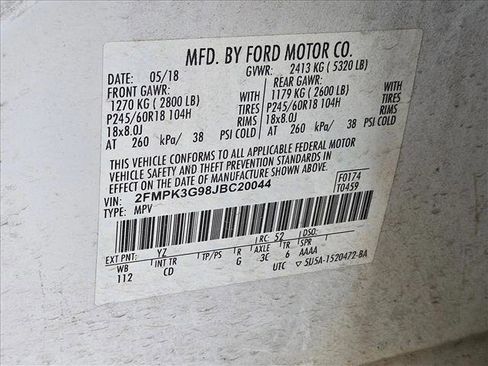 MFD. BY FORD MOTOR CO.
DATE: 05/18 GVWR: 2413 KG (5320 LB)
FRONT GAWR: REAR GAWR:
1270 KG (2800 LB) WITH 1179 KG (2600 LB) WITH
P245/60R18 104H TIRES P245/60R18 104H TIRES
18x8.0J RIMS 18x8.0J RIMS
AT 260 kPa/ 38 PSI COLD AT 260 kPa/ 38 PSI COLD
THIS VEHICLE CONFORMS TO ALL APPLICABLE FEDERAL MOTOR
VEHICLE SAFETY AND THEFT PREVENTION STANDARDS IN
EFFECT ON THE DATE OF MANUFACTURE SHOWN ABOVE.
VIN: 2FMPK3G98JBC20044 F0174
TYPE: MPV T0459
EXT PNT: YZ RC: 52 DSO:
WB INT TR TP/PS R AXLE TR SPR
112 CD G 3C 6 AAAA
UTC 5U5A-1520472-BA